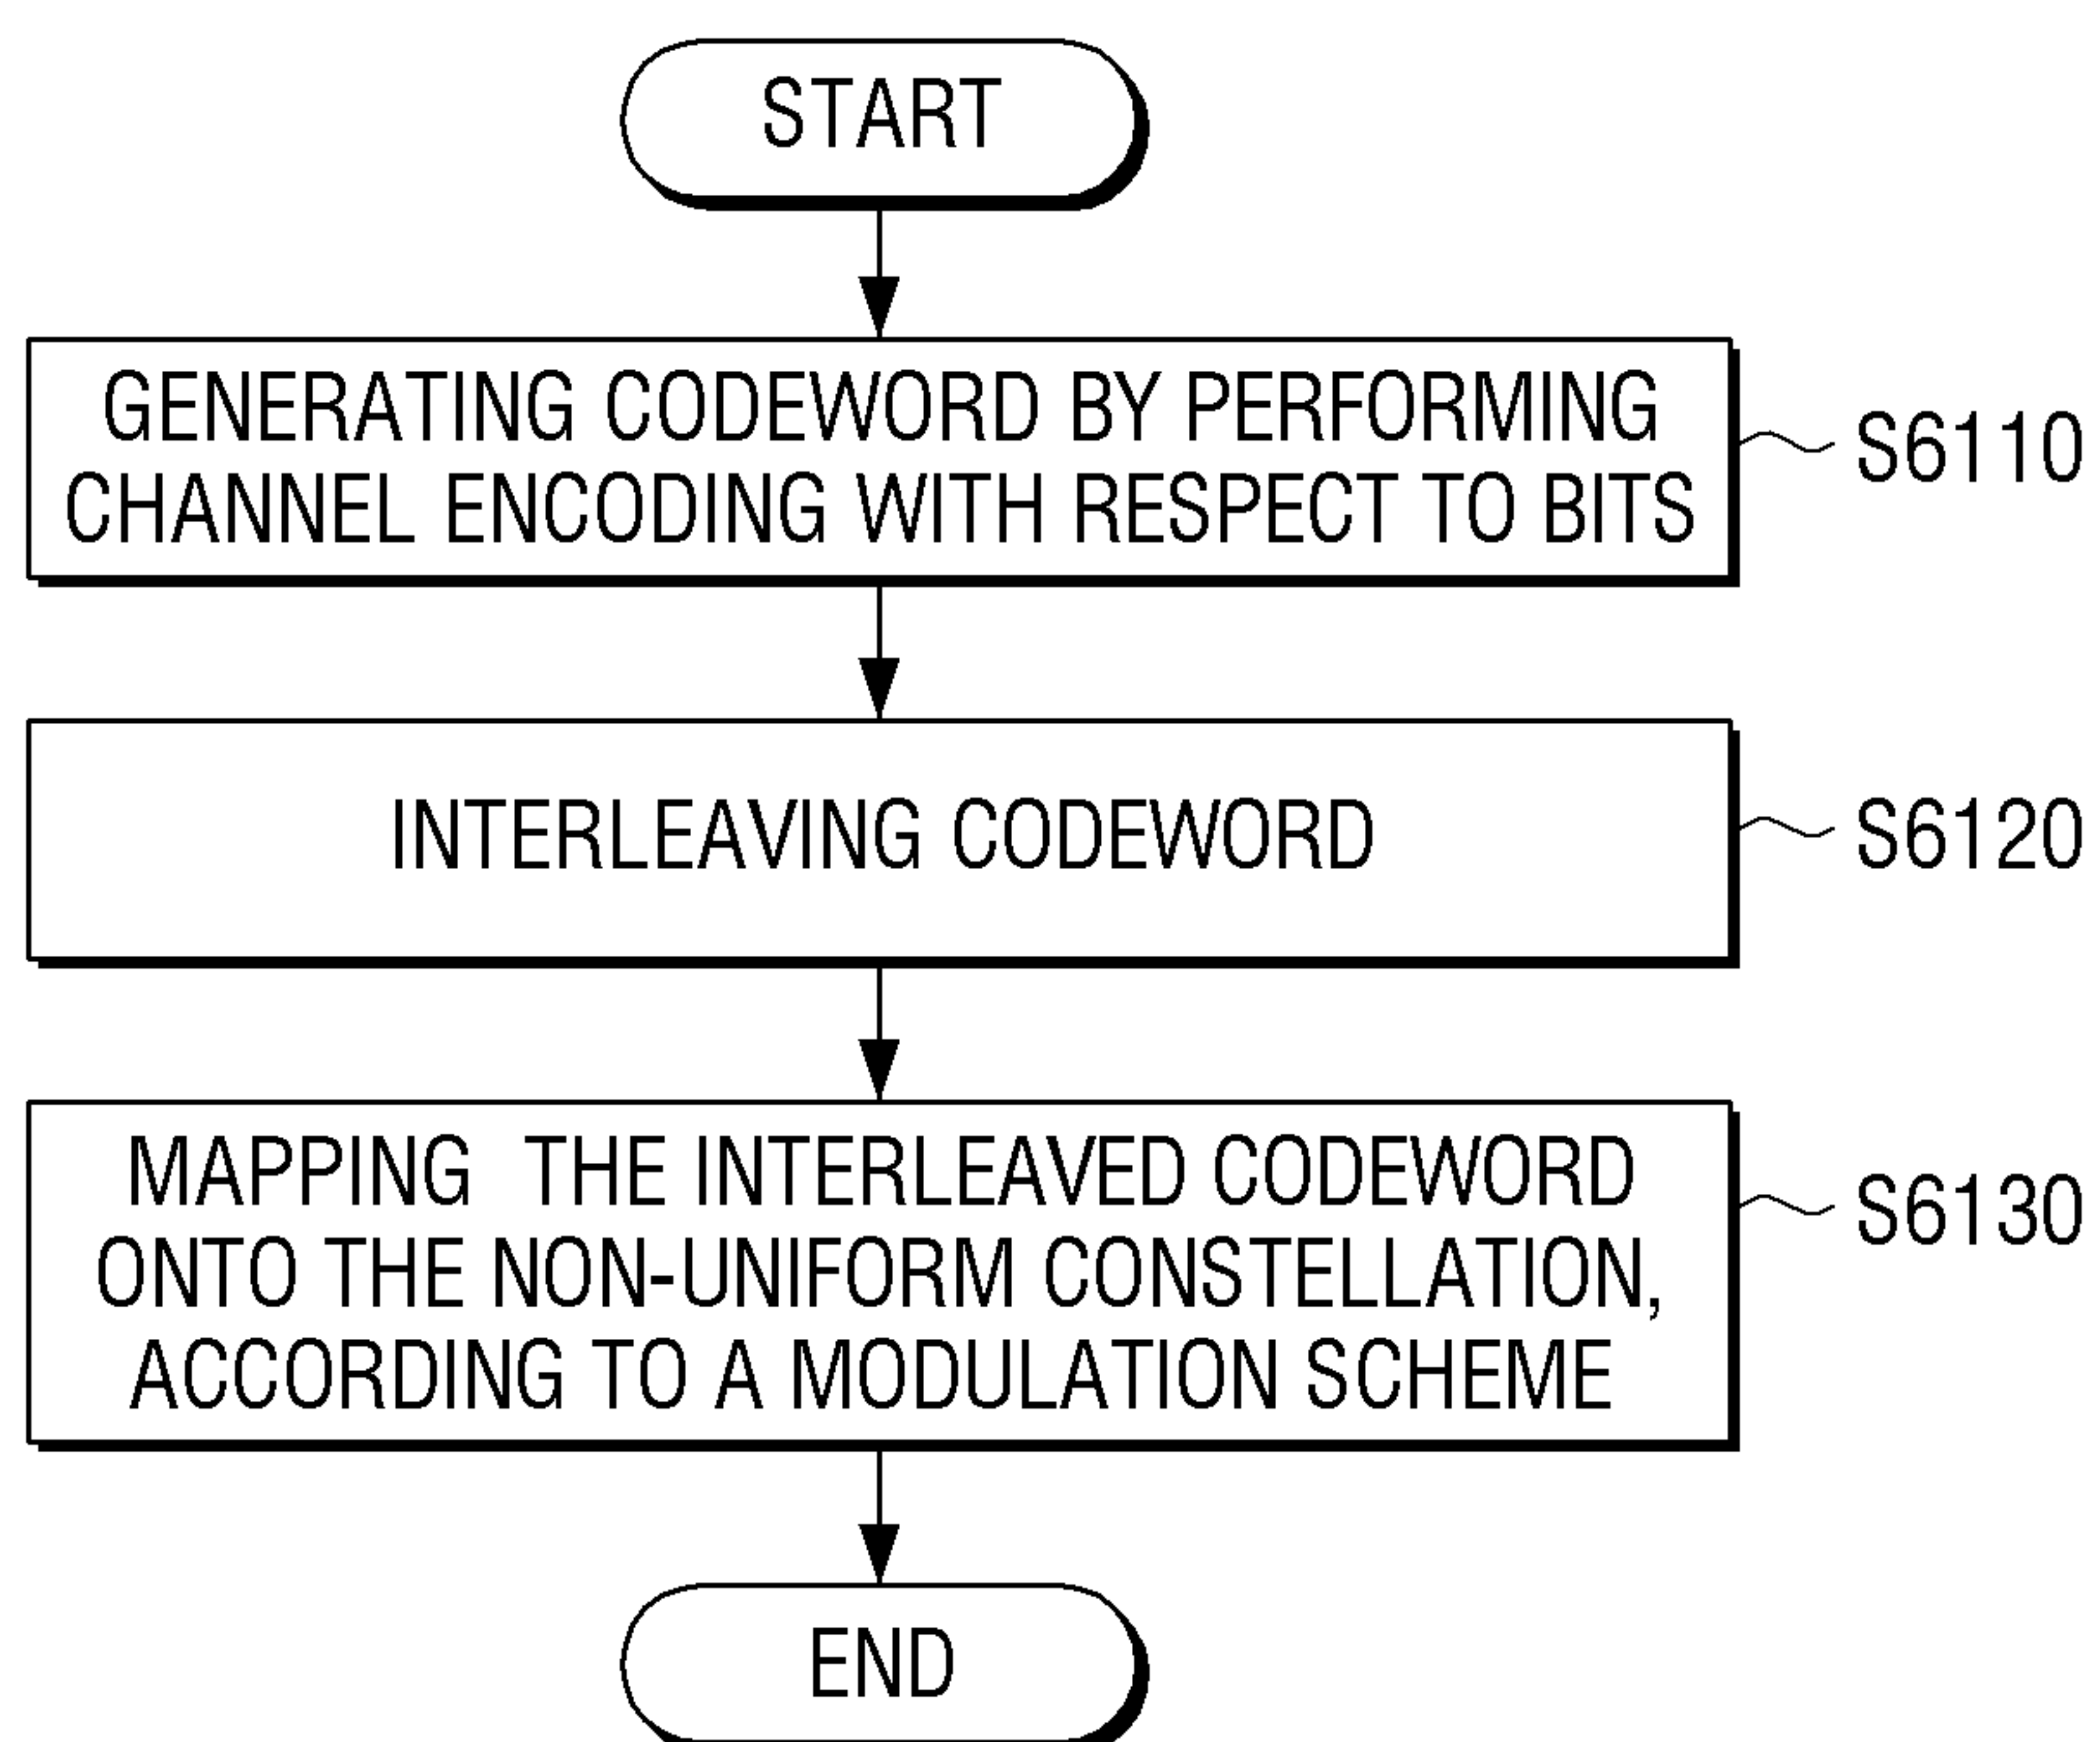 START
GENERATING CODEWORD BY PERFORMING
CHANNEL ENCODING WITH RESPECT TO BITS
S6110
INTERLEAVING CODEWORD
S6120
MAPPING THE INTERLEAVED CODEWORD
ONTO THE NON-UNIFORM CONSTELLATION,
ACCORDING TO A MODULATION SCHEME
S6130
END